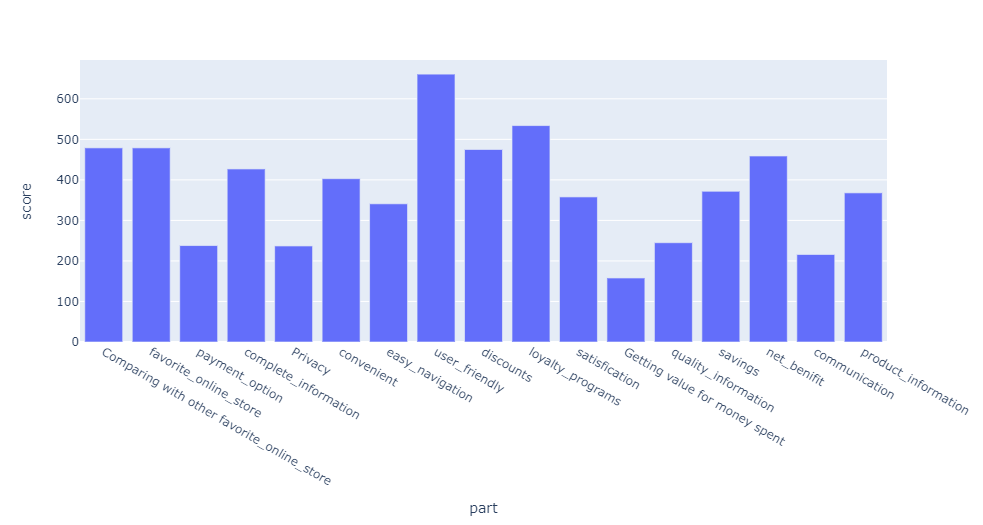 score
600
500
400
300
200
100
0
Comparing with other favorite_online_store
favorite_online_store
payment_option
complete_information
Privacy
convenient
easy_navigation
user_friendly
discounts
loyalty_programs
satisfication
Getting value for money spent
quality_information
savings
net_benifit
communication
product_information
part